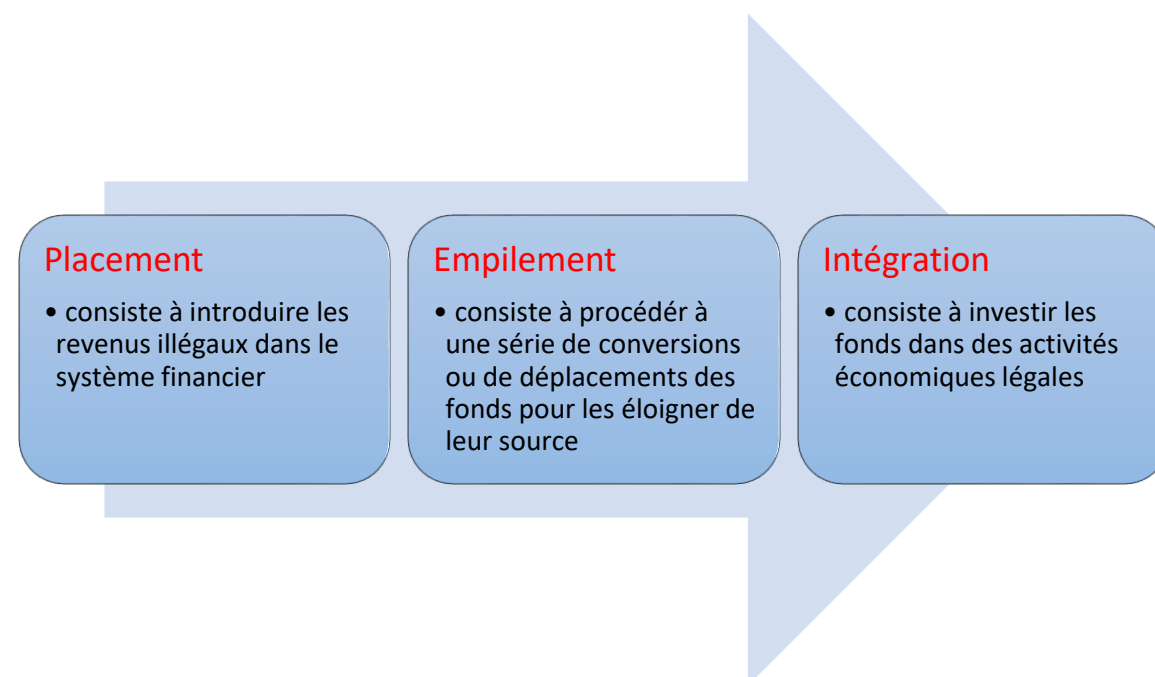 Placement
• consiste à introduire les
revenus illégaux dans le
système financier
Empilement
• consiste à procédér à
une série de conversions
ou de déplacements des
fonds pour les éloigner de
leur source
Intégration
• consiste à investir les
fonds dans des activités
économiques légales